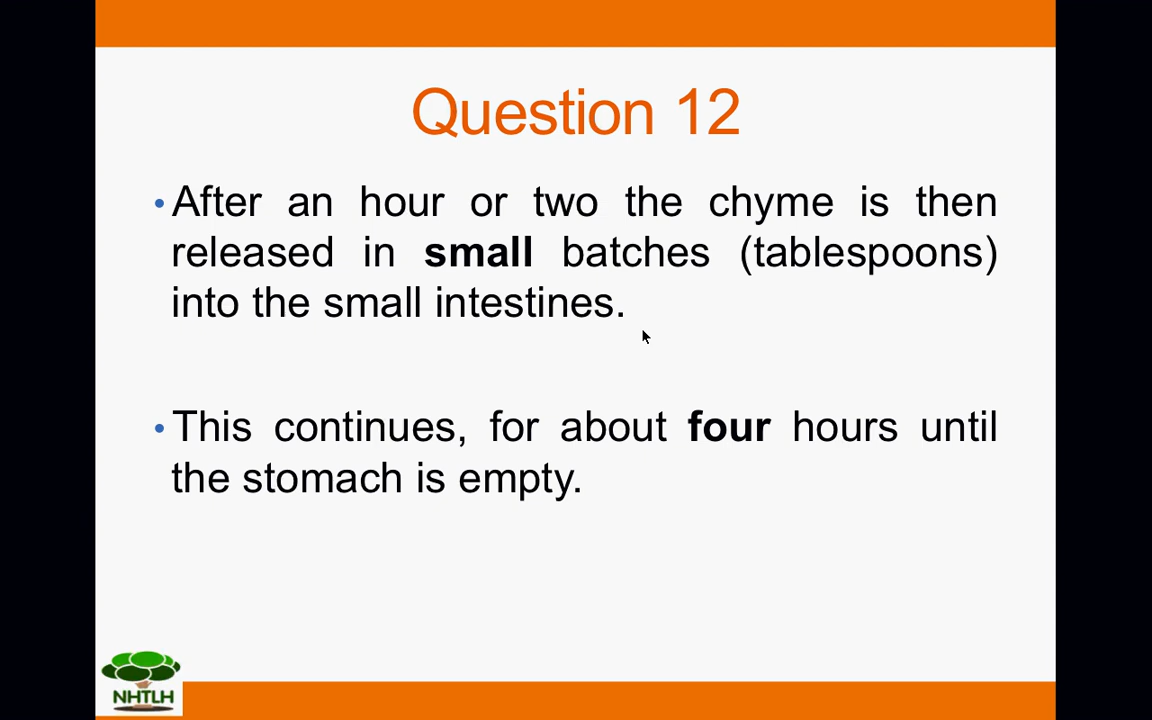 Question 12
• After an hour or two the chyme is then
released in small batches (tablespoons)
into the small intestines.
• This continues, for about four hours until
the stomach is empty.
NHTLH